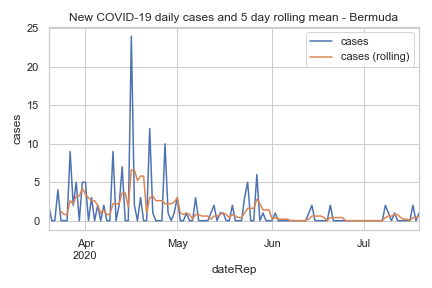 New COVID-19 daily cases and 5 day rolling mean - Bermuda
25
20
15
10
5
0
cases
cases
cases (rolling)
Apr
2020
May
Jun
Jul
dateRep